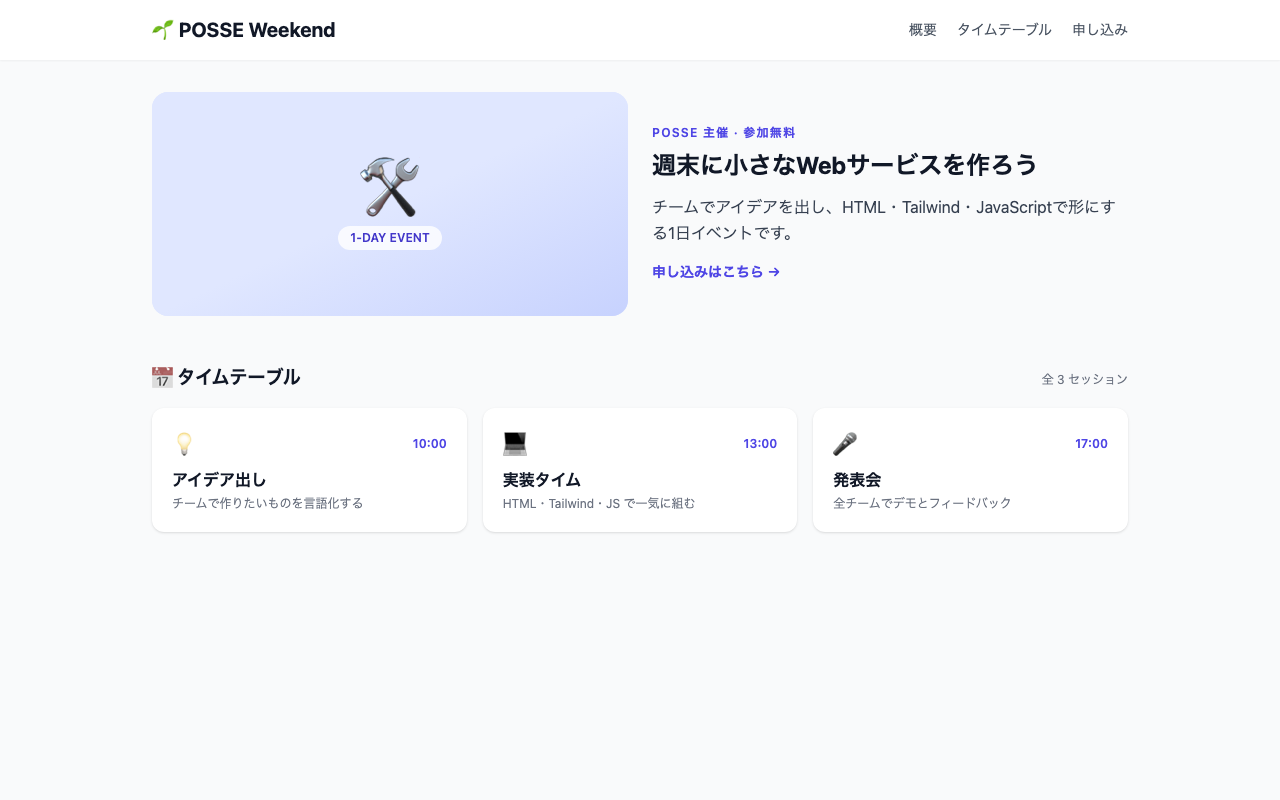 🌱 POSSE Weekend
概要 タイムテーブル 申し込み
1-DAY EVENT
POSSE 主催・参加無料
週末に小さなWebサービスを作ろう
チームでアイデアを出し、HTML・Tailwind・JavaScriptで形にす
る1日イベントです。
申し込みはこちら →
📅 タイムテーブル
全 3 セッション
10:00
アイデア出し
チームで作りたいものを言語化する
13:00
実装タイム
HTML・Tailwind・JS で一気に組む
17:00
発表会
全チームでデモとフィードバック